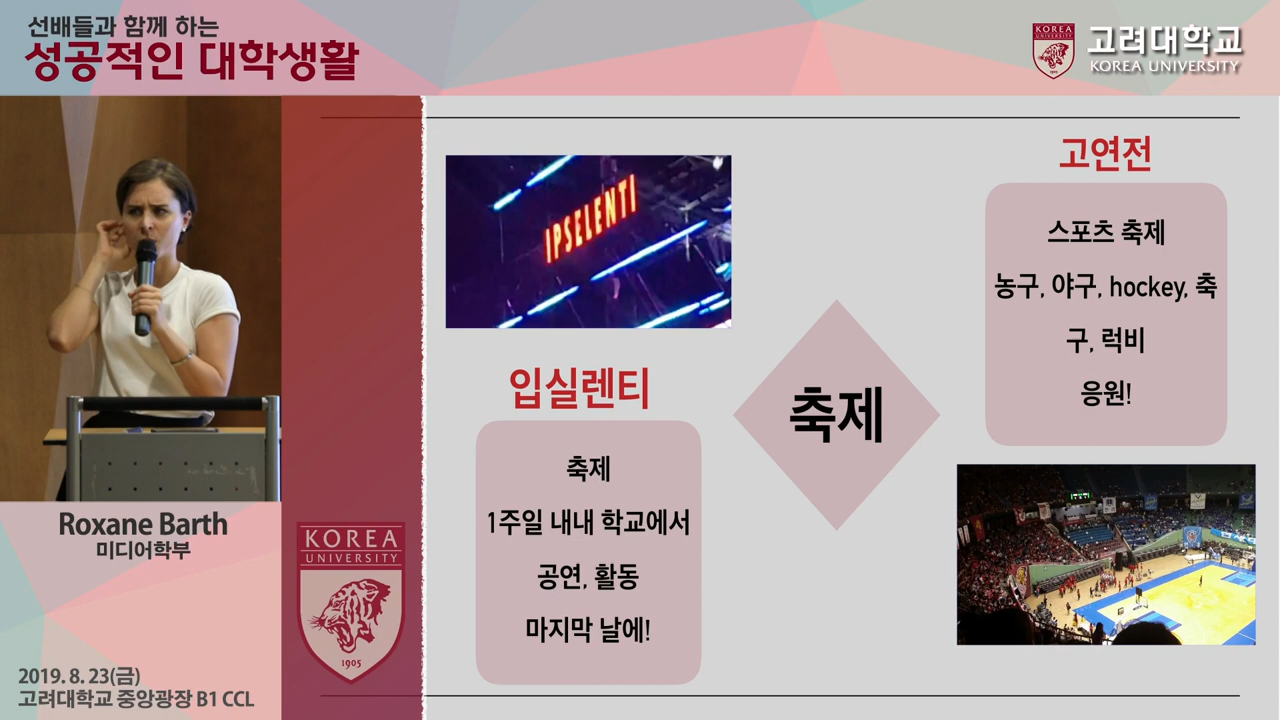 선배들과 함께 하는
성공적인 대학생활
KOREA
UNIVERSITY
고려대학교
KOREA UNIVERSITY
IPSELENTI
입실렌티
축제
1주일 내내 학교에서
공연, 활동
마지막 날에!
축제
고연전
스포츠 축제
농구, 야구, hockey, 축
구, 럭비
응원!
Roxane Barth
미디어학부
KOREA
UNIVERSITY
1905
2019. 8. 23(금)
고려대학교 중앙광장 B1 CCL